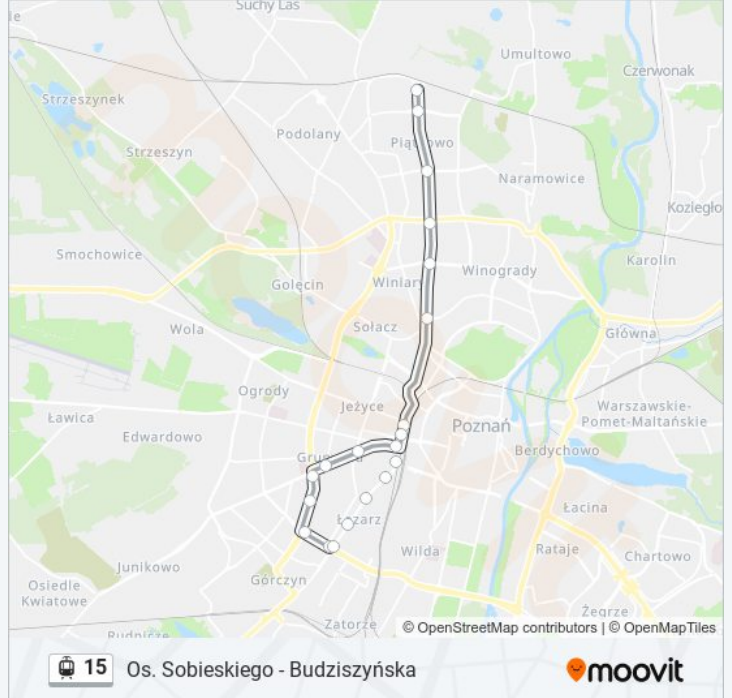 Suchy Las
Umultowo
Czerwonak
Strzeszynek
Podolany
Piątkowo
Strzeszyn
Naramowice
Koziegło
Smochowice
Karolin
Winogrady
Golęcin
Winiary
Wola
Sołacz
Główna
Ogrody
Jeżyce
Warszawskie-
Pomet-Maltańskie
Ławica
Poznań
Edwardowo
Berdychowo
Łacina
Łazarz
Wilda
Rataje
Chartowo
Junikowo
Górczyn
Osiedle
Kwiatowe
Żegrze
Zatorze
© OpenStreetMap contributors | © OpenMapTiles
15 Os. Sobieskiego - Budziszyńska
moovit